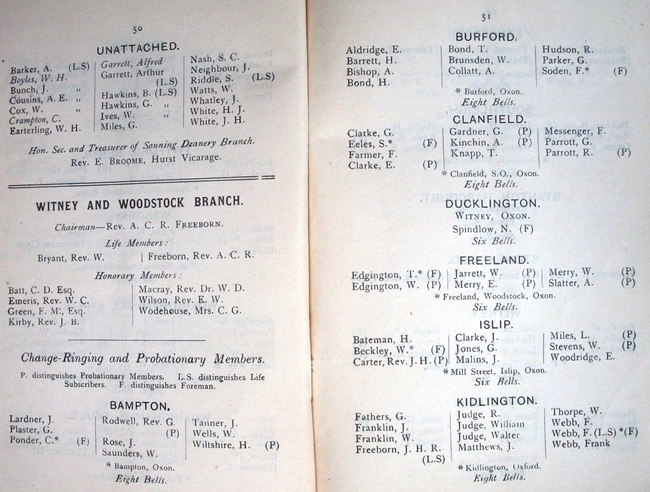 50
UNATTACHED.
Barker, A. (L.S)
Boyles, W. H.
Bunch, J. "
Cousins, A. E. "
Cox, W. "
Crampton, C.
Earterling, W. H.
Garrett, Alfred
Garrett, Arthur
(L.S)
Hawkins, B. (L.S)
Hawkins, G. "
Ives, W. "
Miles, G.
Nash, S. C.
Neighbour, J.
Riddle, S. (L.S)
Watts, W.
Whatley, J.
White, H. J.
White, J. H.
Hon. Sec. and Treasurer of Sonning Deanery Branch.
Rev. E. BROOME, Hurst Vicarage.
WITNEY AND WOODSTOCK BRANCH.
Chairman—Rev. A. C. R. FREEBORN.
Life Members:
Bryant, Rev. W.
Freeborn, Rev. A. C. R.
Honorary Members:
Batt, C. D. Esq.
Emeris, Rev. W. C.
Green, F. M., Esq.
Kirby, Rev. J. B.
Macray, Rev. Dr. W. D.
Wilson, Rev. E. W.
Wodehouse, Mrs. C. G.
Change-Ringing and Probationary Members.
P. distinguishes Probationary Members. L.S. distinguishes Life
Subscribers. F. distinguishes Foreman.
BAMPTON.
Lardner, J.
Plaster, G.
Ponder, C.* (F)
Rodwell, Rev. G.
(P)
Rose, J.
Saunders, W.
Tanner, J.
Wells, W.
Wiltshire, H. (P)
* Bampton, Oxon.
Eight Bells.
51
BURFORD.
Aldridge, E.
Barrett, H.
Bishop, A.
Bond, H.
Bond, T.
Brunsden, W.
Collatt, A.
Hudson, R.
Parker, G.
Soden, F.* (F)
* Burford, Oxon.
Eight Bells.
CLANFIELD.
Clarke, G.
Eeles, S.* (F)
Farmer, F.
Clarke, E. (P)
Gardner, G. (P)
Kinchin, A. (P)
Knapp, T.
Messenger, F.
Parrott, G.
Parrott, R. (P)
* Clanfield, S.O., Oxon.
Eight Bells.
DUCKLINGTON.
WITNEY, OXON.
Spindlow, N. (F)
Six Bells.
FREELAND.
Edgington, T.* (F)
Edgington, W. (P)
Jarrett, W. (P)
Merry, E. (P)
Merry, W. (P)
Slatter, A. (P)
* Freeland, Woodstock, Oxon.
Six Bells.
ISLIP.
Bateman, H.
Beckley, W.* (F)
Carter, Rev. J. H (P)
Clarke, J.
Jones, G.
Malins, J.
Miles, L. (P)
Stevens, W. (P)
Woodridge, E.
* Mill Street, Islip, Oxon.
Six Bells.
KIDLINGTON.
Fathers, G.
Franklin, J.
Franklin, W.
Freeborn, J. H. R.
(L.S)
Judge, R.
Judge, William
Judge, Walter
Matthews, J.
Thorpe, W.
Webb, F.
Webb, F. (L.S) *(F)
Webb, Frank
* Kidlington, Oxford.
Eight Bells.